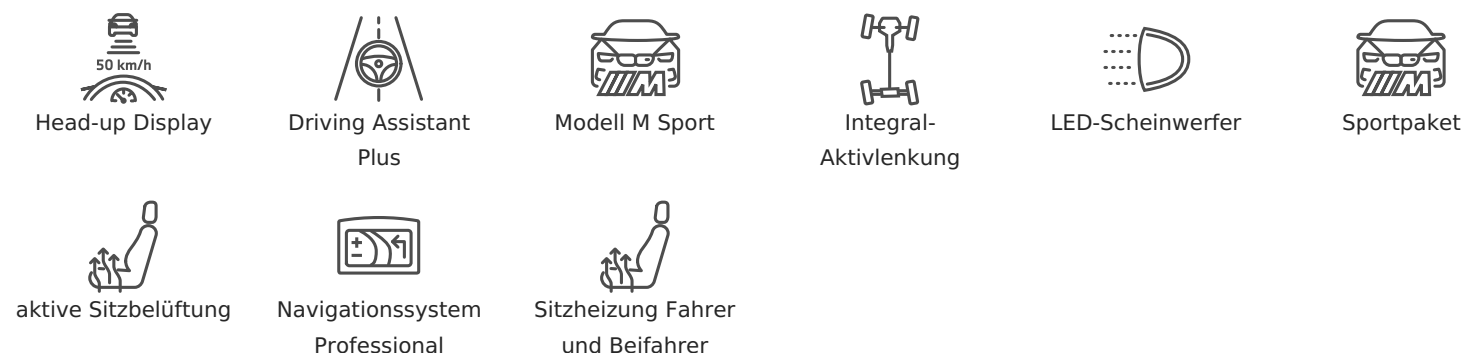 50 km/h
Head-up Display
Driving Assistant
Plus
M
Modell M Sport
Integral-
Aktivlenkung
LED-Scheinwerfer
M
Sportpaket
aktive Sitzbelüftung
Navigationssystem
Professional
Sitzheizung Fahrer
und Beifahrer